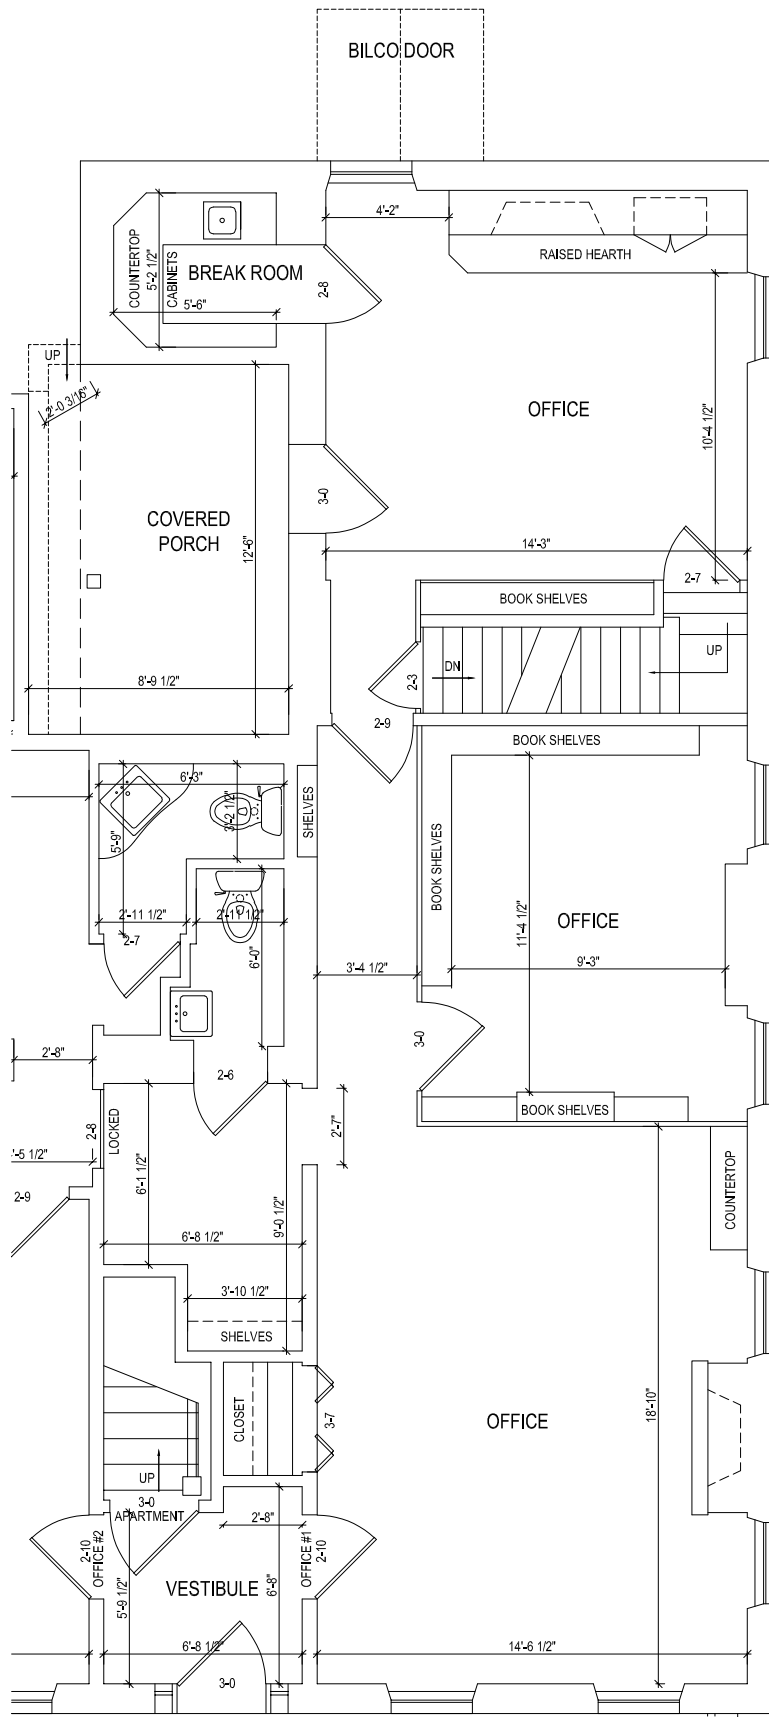 BILCO DOOR
4'-2"
COUNTERTOP
5'-2 1/2"
CABINETS
BREAK ROOM
5'-6"
2-8
RAISED HEARTH
UP
2'-0 3/16"
OFFICE
10'-4 1/2"
COVERED
PORCH
12'-6"
3-0
14'-3"
2-7
BOOK SHELVES
DN
UP
2-3
8'-9 1/2"
2-9
BOOK SHELVES
6'-3"
3'-2 1/2"
5'-9"
SHELVES
BOOK SHELVES
11'-4 1/2"
OFFICE
2'-11 1/2"
2'-11 1/2"
2-7
6'-0"
3'-4 1/2"
9'-3"
3-0
2'-8"
2-6
2-8
LOCKED
2'-7"
BOOK SHELVES
'-5 1/2"
6'-1 1/2"
2-9
COUNTERTOP
9'-0 1/2"
6'-8 1/2"
3'-10 1/2"
SHELVES
CLOSET
3-7
OFFICE
18'-10"
UP
3-0
APARTMENT
2'-8"
2-10
OFFICE #2
OFFICE #1
2-10
5'-9 1/2"
VESTIBULE
6'-8"
6'-8 1/2"
14'-6 1/2"
3-0